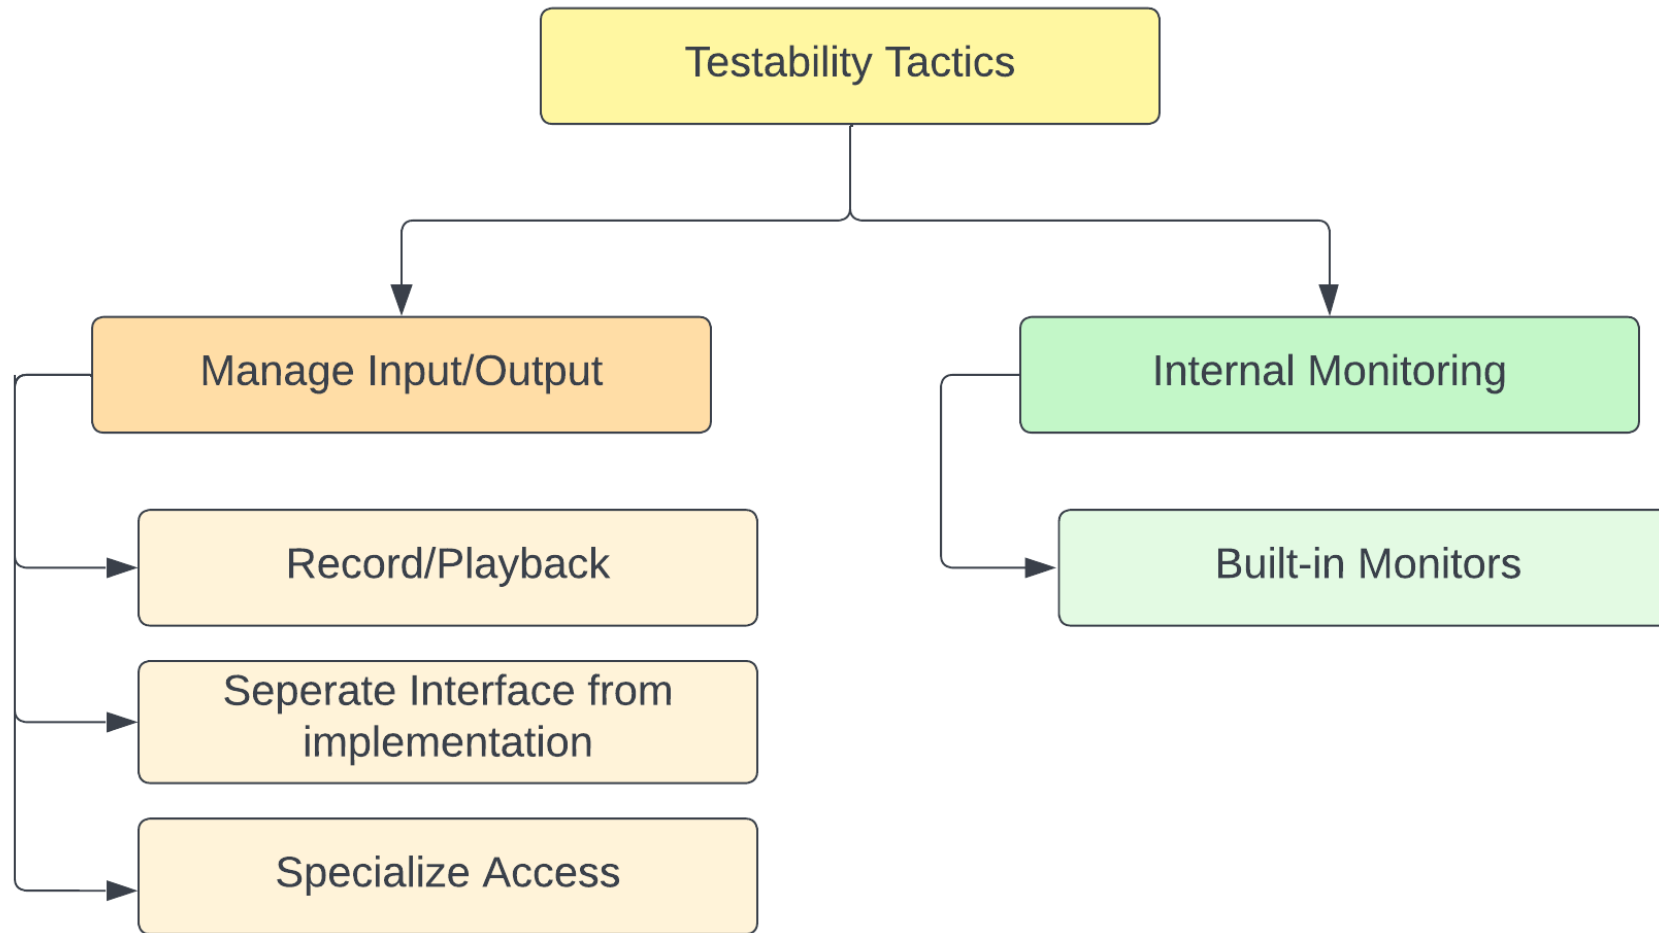 Testability Tactics
Manage Input/Output
Internal Monitoring
Record/Playback
Built-in Monitors
Seperate Interface from
implementation
Specialize Access